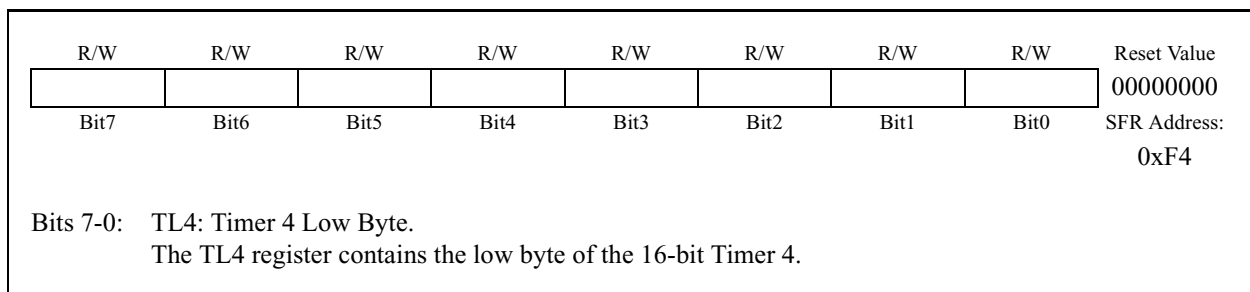 R/W R/W R/W R/W R/W R/W R/W R/W Reset Value
00000000
Bit7 Bit6 Bit5 Bit4 Bit3 Bit2 Bit1 Bit0 SFR Address:
0xF4
Bits 7-0: TL4: Timer 4 Low Byte.
The TL4 register contains the low byte of the 16-bit Timer 4.